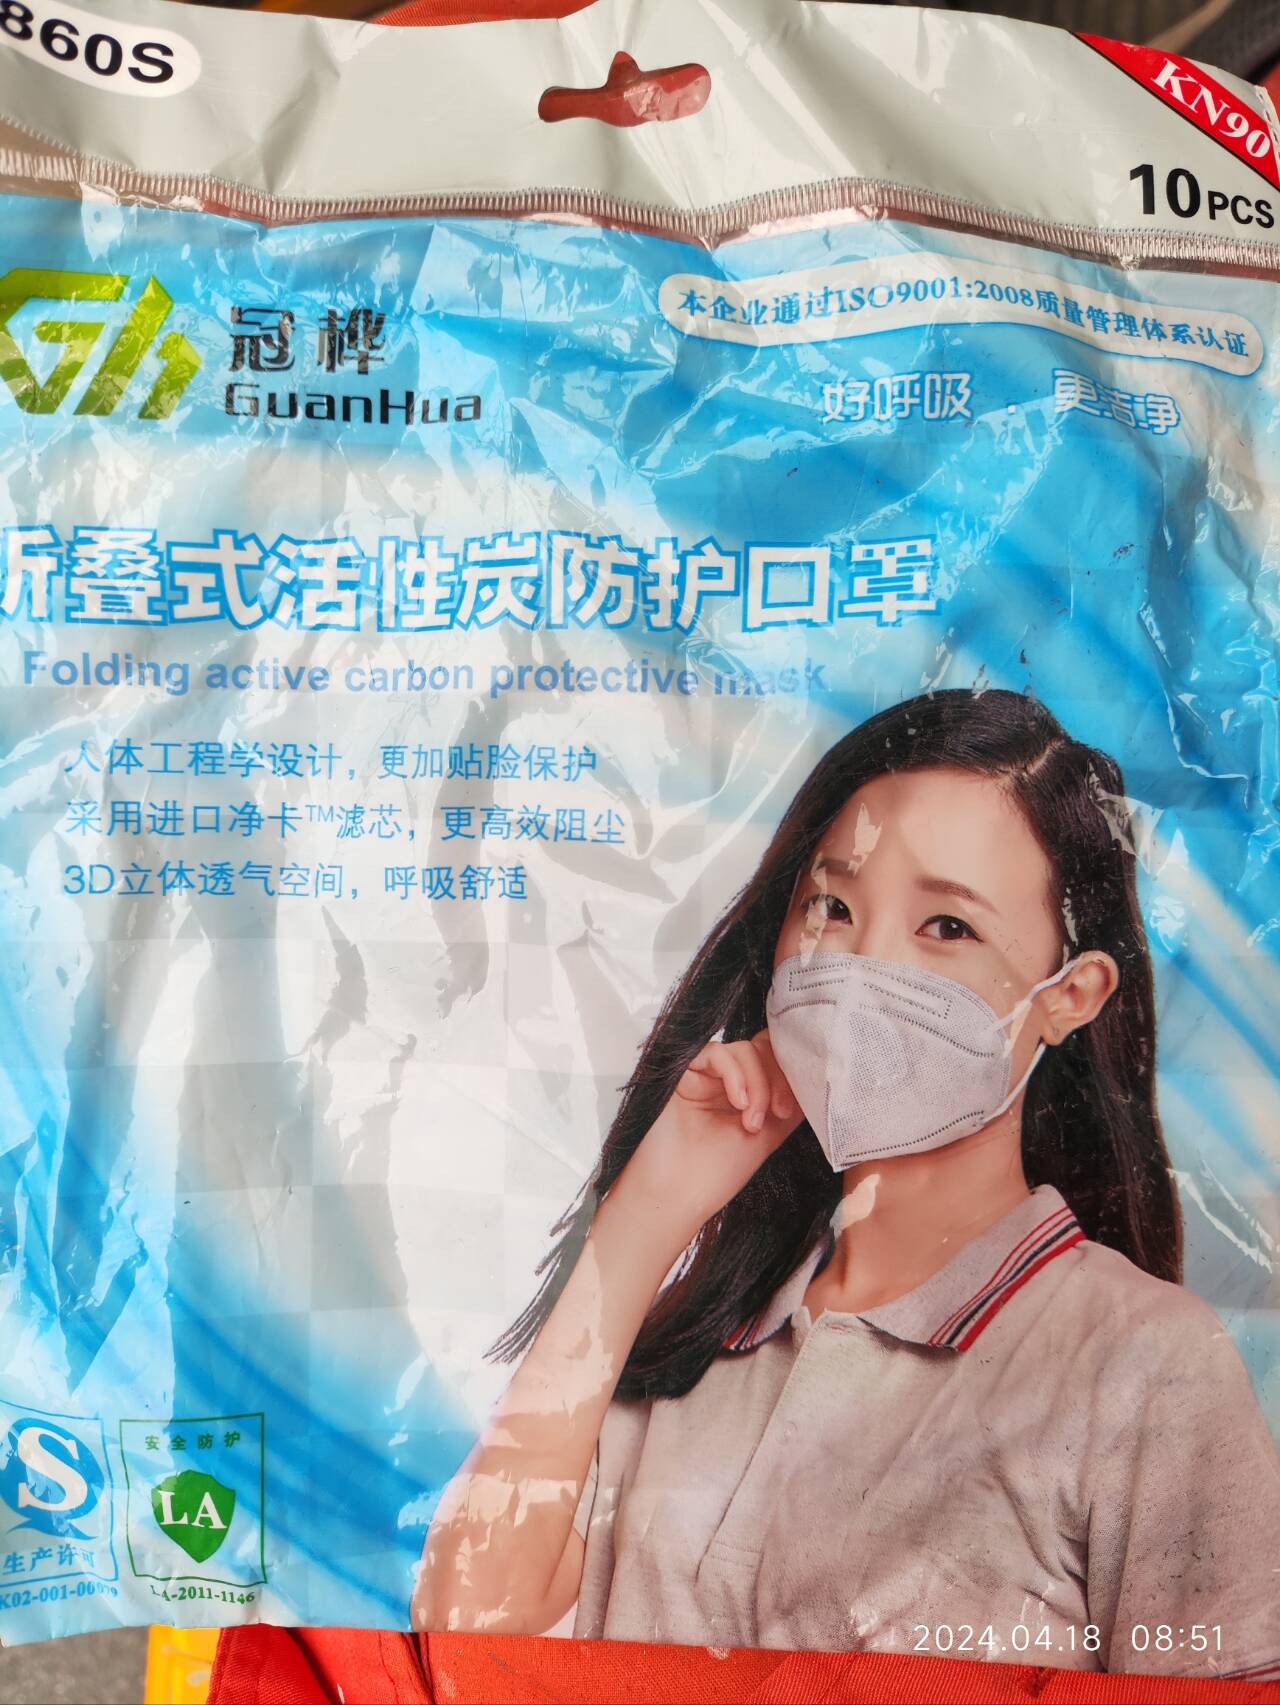 860S
KN90
10PCS
本企业通过ISO9001:2008质量管理体系认证
冠桦
GuanHua
好呼吸 · 更洁净
折叠式活性炭防护口罩
Folding active carbon protective mask
人体工程学设计，更加贴脸保护
采用进口净卡™滤芯，更高效阻尘
3D立体透气空间，呼吸舒适
安全防护
LA
生产许可
LA-2011-1146
2024.04.18 08:51